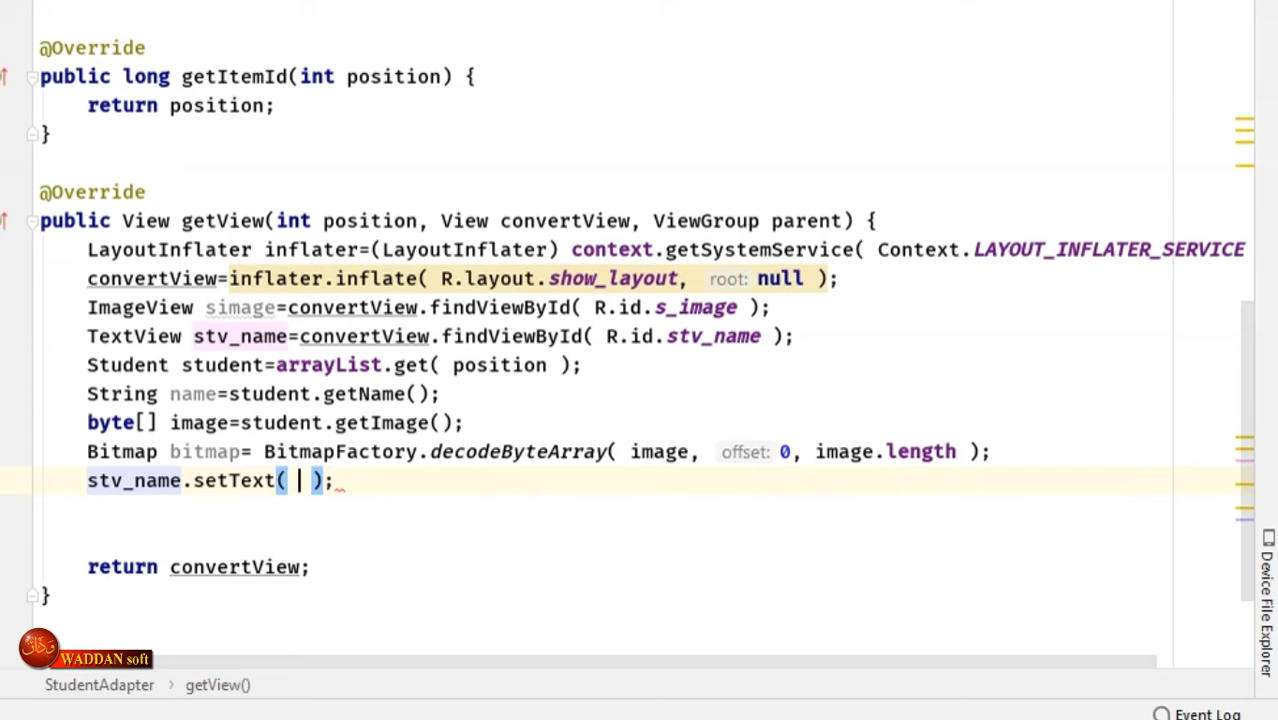 @Override
public long getItemId(int position) {
return position;
}
@Override
public View getView(int position, View convertView, ViewGroup parent) {
LayoutInflater inflater=(LayoutInflater) context.getSystemService( Context.LAYOUT_INFLATER_SERVICE
convertView=inflater.inflate( R.layout.show_layout, root: null );
ImageView simage=convertView.findViewById( R.id.s_image );
TextView stv_name=convertView.findViewById( R.id.stv_name );
Student student=arrayList.get( position );
String name=student.getName();
byte[] image=student.getImage();
Bitmap bitmap= BitmapFactory.decodeByteArray( image, offset: 0, image.length );
stv_name.setText( );
return convertView;
}
WADDAN soft
StudentAdapter › getView()
Device File Explorer
Event Log